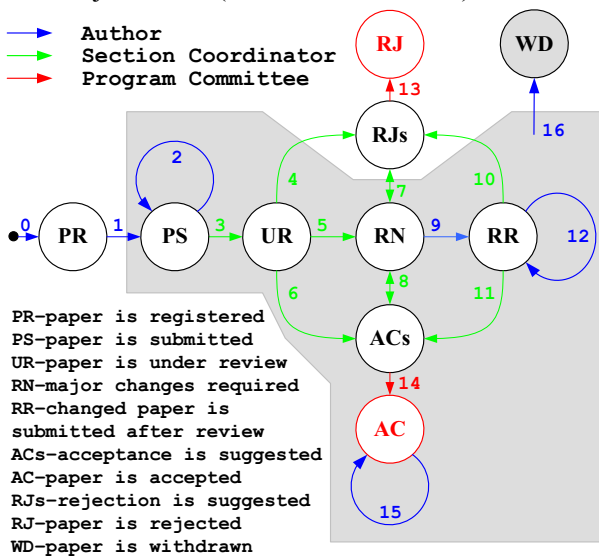 Author
Section Coordinator
Program Committee
RJ
WD
13
16
RJs
2
4
7
10
0
PR
1
PS
3
UR
5
RN
9
RR
12
6
8
11
ACs
14
AC
15
PR-paper is registered
PS-paper is submitted
UR-paper is under review
RN-major changes required
RR-changed paper is
submitted after review
ACs-acceptance is suggested
AC-paper is accepted
RJs-rejection is suggested
RJ-paper is rejected
WD-paper is withdrawn